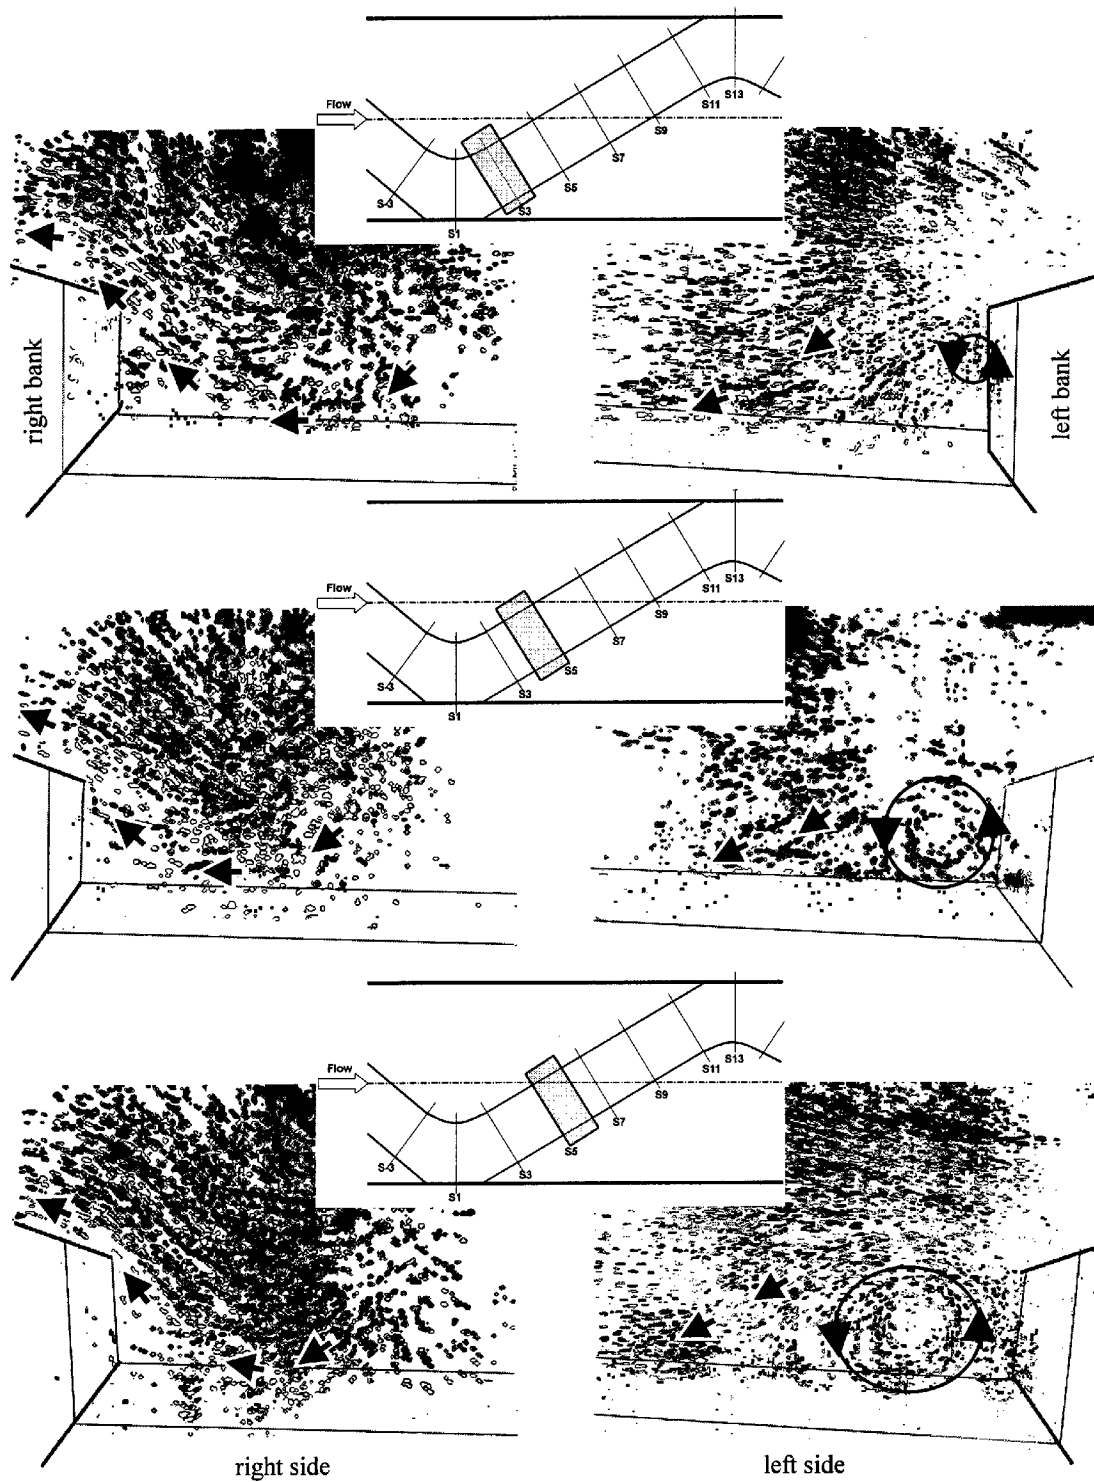 Flow
S-3
S1
S3
S5
S7
S9
S11
S13
right bank
left bank
Flow
S-3
S1
S3
S5
S7
S9
S11
S13
Flow
S-3
S1
S3
S5
S7
S9
S11
S13
right side
left side